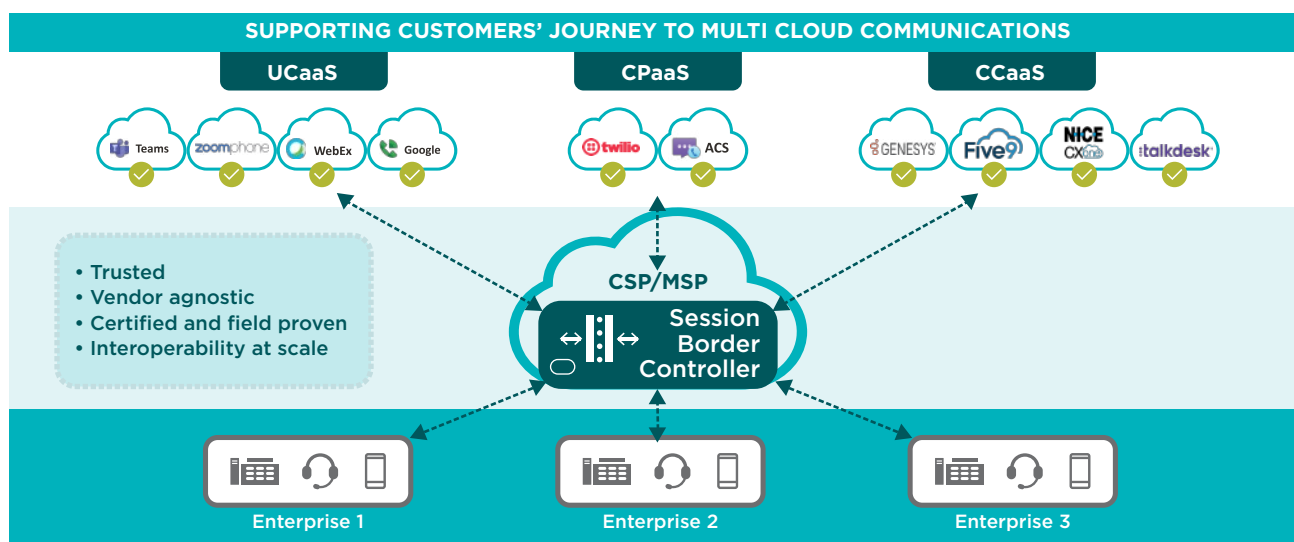 SUPPORTING CUSTOMERS' JOURNEY TO MULTI CLOUD COMMUNICATIONS
UCaaS
CPaaS
CCaaS
Teams
zoomphone
WebEx
Google
twilio
ACS
GENESYS
Five9
NICE
CXone
:talkdesk
• Trusted
• Vendor agnostic
• Certified and field proven
• Interoperability at scale
CSP/MSP
Session
Border
Controller
Enterprise 1
Enterprise 2
Enterprise 3